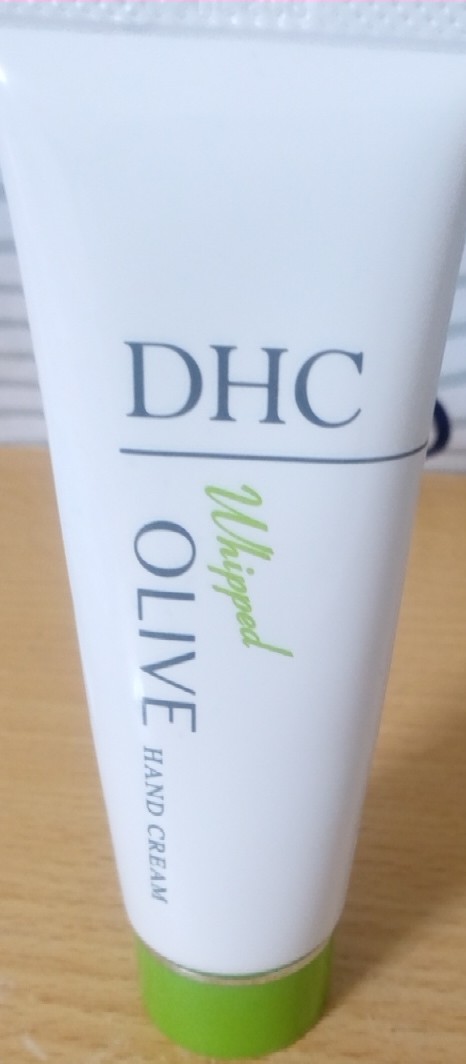 DHC
Whipped
OLIVE
HAND CREAM